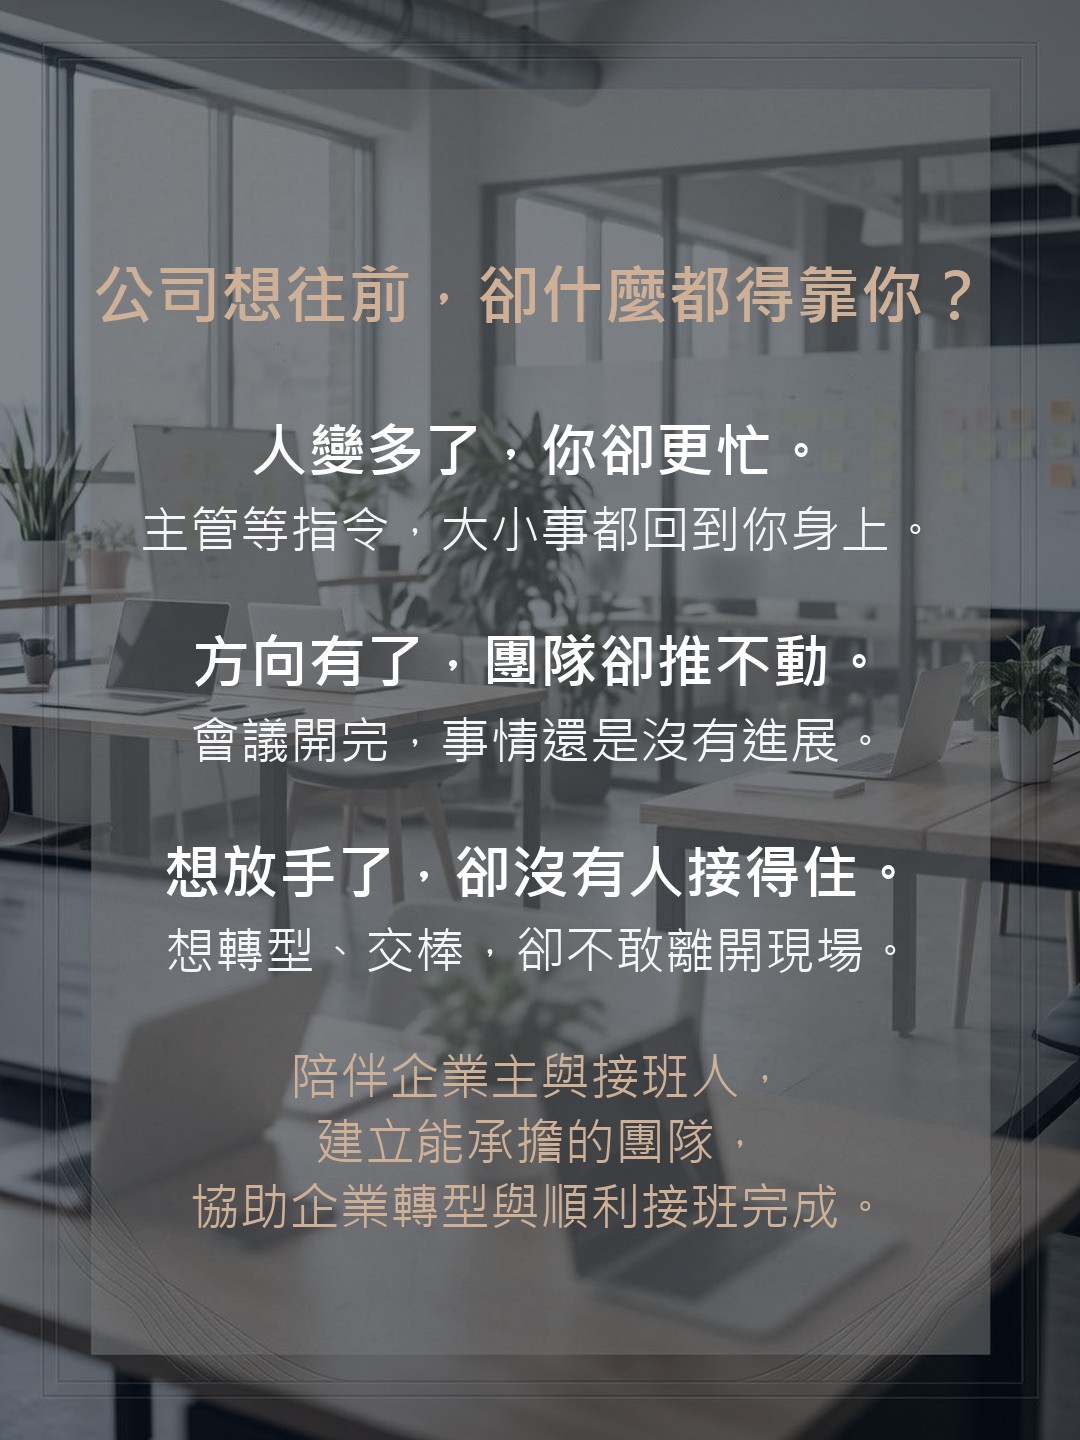 公司想往前，卻什麼都得靠你？
人變多了，你卻更忙。
主管等指令，大小事都回到你身上。
方向有了，團隊卻推不動。
會議開完，事情還是沒有進展。
想放手了，卻沒有人接得住。
想轉型、交棒，卻不敢離開現場。
陪伴企業主與接班人，
建立能承擔的團隊，
協助企業轉型與順利接班完成。